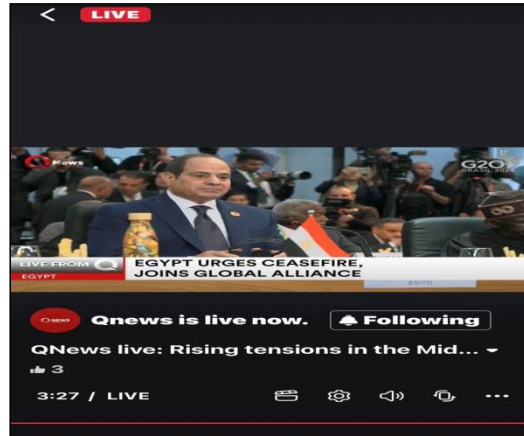 LIVE
News
G20
BRASIL 2024
LIVE FROM
EGYPT
EGYPT URGES CEASEFIRE,
JOINS GLOBAL ALLIANCE
EGITO
QNEWS
Qnews is live now.
Following
QNews live: Rising tensions in the Mid...
3
3:27 / LIVE